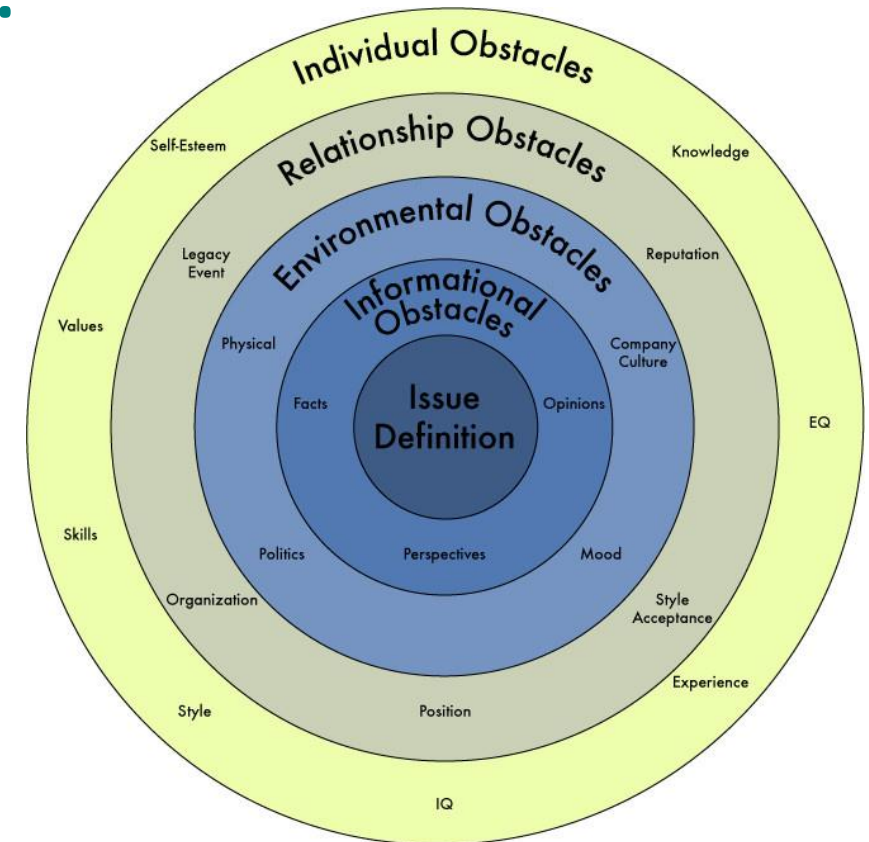 Individual Obstacles
Self-Esteem
Knowledge
Values
EQ
Skills
Experience
Style
IQ
Relationship Obstacles
Legacy
Event
Reputation
Organization
Style
Acceptance
Position
Environmental Obstacles
Physical
Company
Culture
Politics
Mood
Informational
Obstacles
Facts
Opinions
Perspectives
Issue
Definition